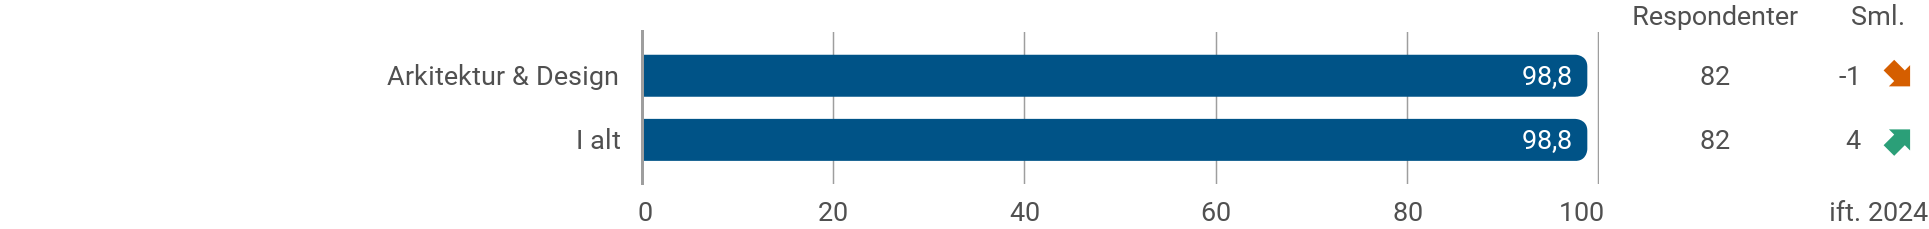 Respondenter Sml.
Arkitektur & Design 98,8 82 -1
I alt 98,8 82 4
0 20 40 60 80 100 ift. 2024